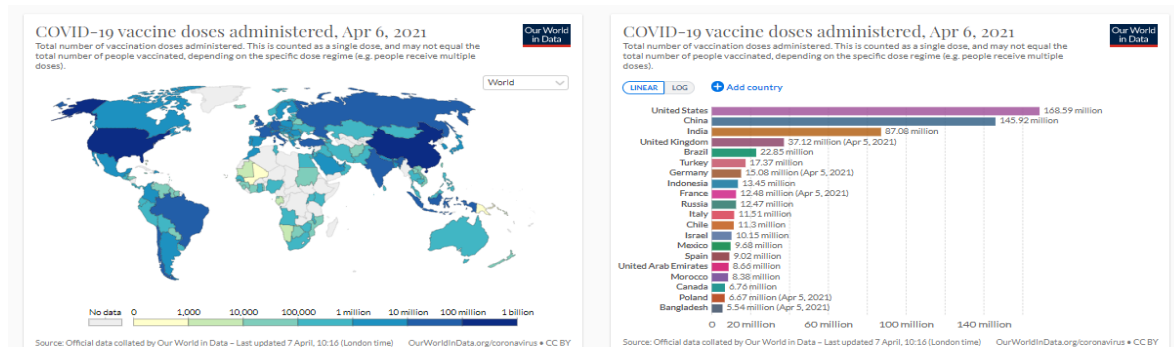 COVID-19 vaccine doses administered, Apr 6, 2021
Our World
in Data
Total number of vaccination doses administered. This is counted as a single dose, and may not equal the
total number of people vaccinated, depending on the specific dose regime (e.g. people receive multiple
doses).
World
No data 0 1,000 10,000 100,000 1 million 10 million 100 million 1 billion
Source: Official data collated by Our World in Data – Last updated 7 April, 10:16 (London time) OurWorldInData.org/coronavirus • CC BY
COVID-19 vaccine doses administered, Apr 6, 2021
Our World
in Data
Total number of vaccination doses administered. This is counted as a single dose, and may not equal the
total number of people vaccinated, depending on the specific dose regime (e.g. people receive multiple
doses).
LINEAR LOG Add country
United States 168.59 million
China 145.92 million
India 87.08 million
United Kingdom 37.12 million (Apr 5, 2021)
Brazil 22.85 million
Turkey 17.37 million
Germany 15.08 million (Apr 5, 2021)
Indonesia 13.45 million
France 12.48 million (Apr 5, 2021)
Russia 12.47 million
Italy 11.51 million
Chile 11.3 million
Israel 10.15 million
Mexico 9.68 million
Spain 9.02 million
United Arab Emirates 8.66 million
Morocco 8.38 million
Canada 6.76 million
Poland 6.67 million (Apr 5, 2021)
Bangladesh 5.54 million (Apr 5, 2021)
0 20 million 60 million 100 million 140 million
Source: Official data collated by Our World in Data – Last updated 7 April, 10:16 (London time) OurWorldInData.org/coronavirus • CC BY